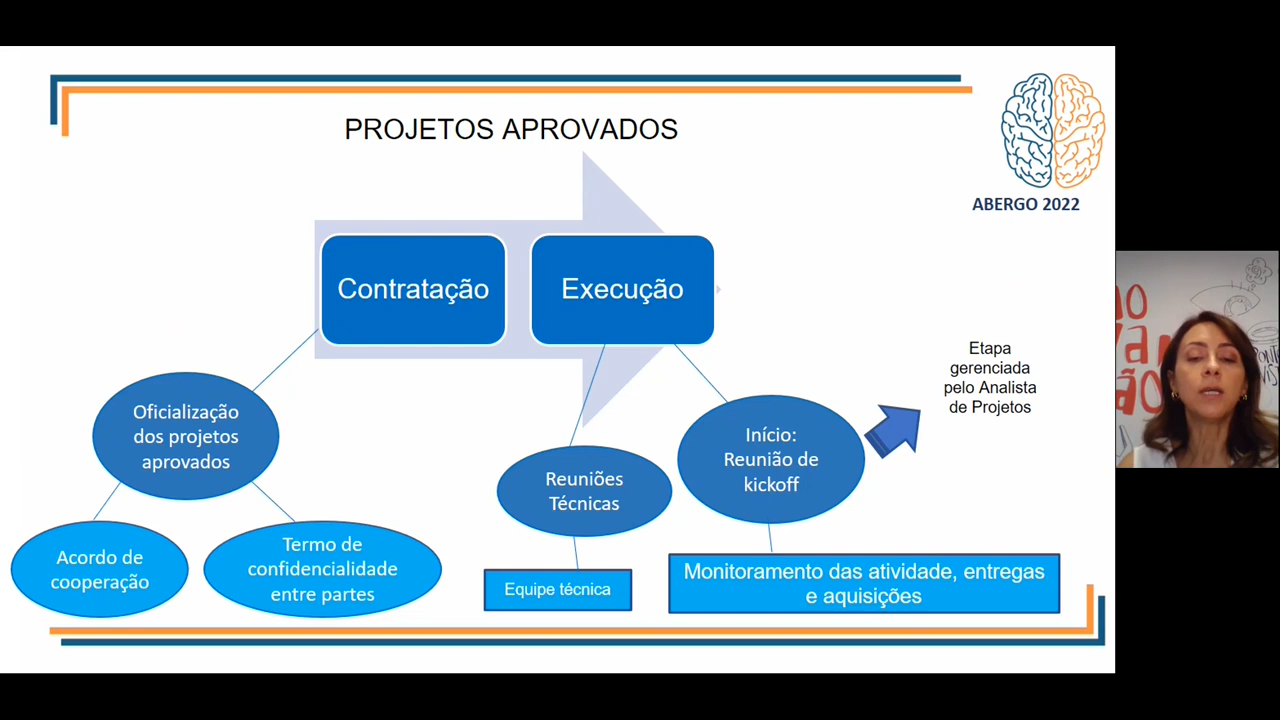 PROJETOS APROVADOS
ABERGO 2022
Contratação
Execução
Etapa
gerenciada
pelo Analista
de Projetos
Oficialização
dos projetos
aprovados
Início:
Reunião de
kickoff
Reuniões
Técnicas
Acordo de
cooperação
Termo de
confidencialidade
entre partes
Equipe técnica
Monitoramento das atividade, entregas
e aquisições